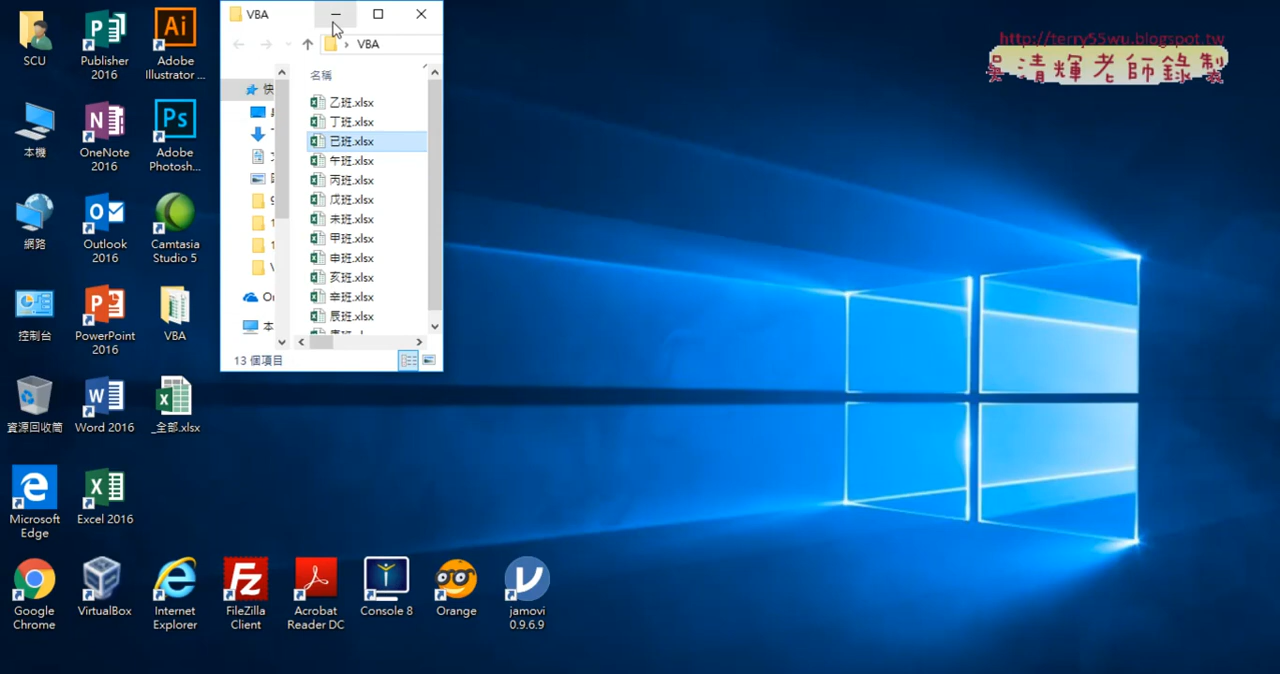 SCU
Publisher
2016
Adobe
Illustrator ...
本機
OneNote
2016
Adobe
Photosh...
網路
Outlook
2016
Camtasia
Studio 5
控制台
PowerPoint
2016
VBA
資源回收筒
Word 2016
_全部.xlsx
Microsoft
Edge
Excel 2016
Google
Chrome
VirtualBox
Internet
Explorer
FileZilla
Client
Acrobat
Reader DC
Console 8
Orange
jamovi
0.9.6.9
VBA
VBA
名稱
快
乙班.xlsx
丁班.xlsx
已班.xlsx
午班.xlsx
丙班.xlsx
戊班.xlsx
未班.xlsx
甲班.xlsx
申班.xlsx
亥班.xlsx
辛班.xlsx
辰班.xlsx
本
13 個項目
http://terry55wu.blogspot.tw
吳清輝老師錄製